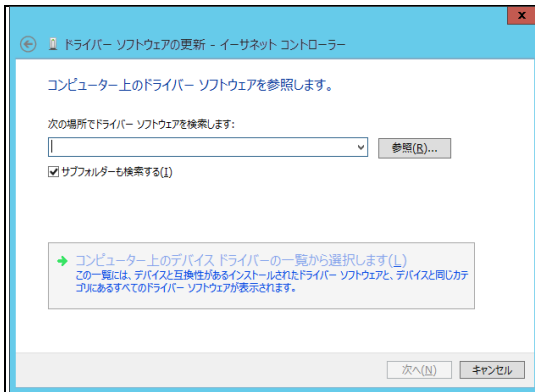 ドライバー ソフトウェアの更新 - イーサネット コントローラー
コンピューター上のドライバー ソフトウェアを参照します。
次の場所でドライバー ソフトウェアを検索します:
参照(R)...
サブフォルダーも検索する(I)
コンピューター上のデバイス ドライバーの一覧から選択します(L)
この一覧には、デバイスと互換性があるインストールされたドライバー ソフトウェアと、デバイスと同じカテ
ゴリにあるすべてのドライバー ソフトウェアが表示されます。
次へ(N)
キャンセル